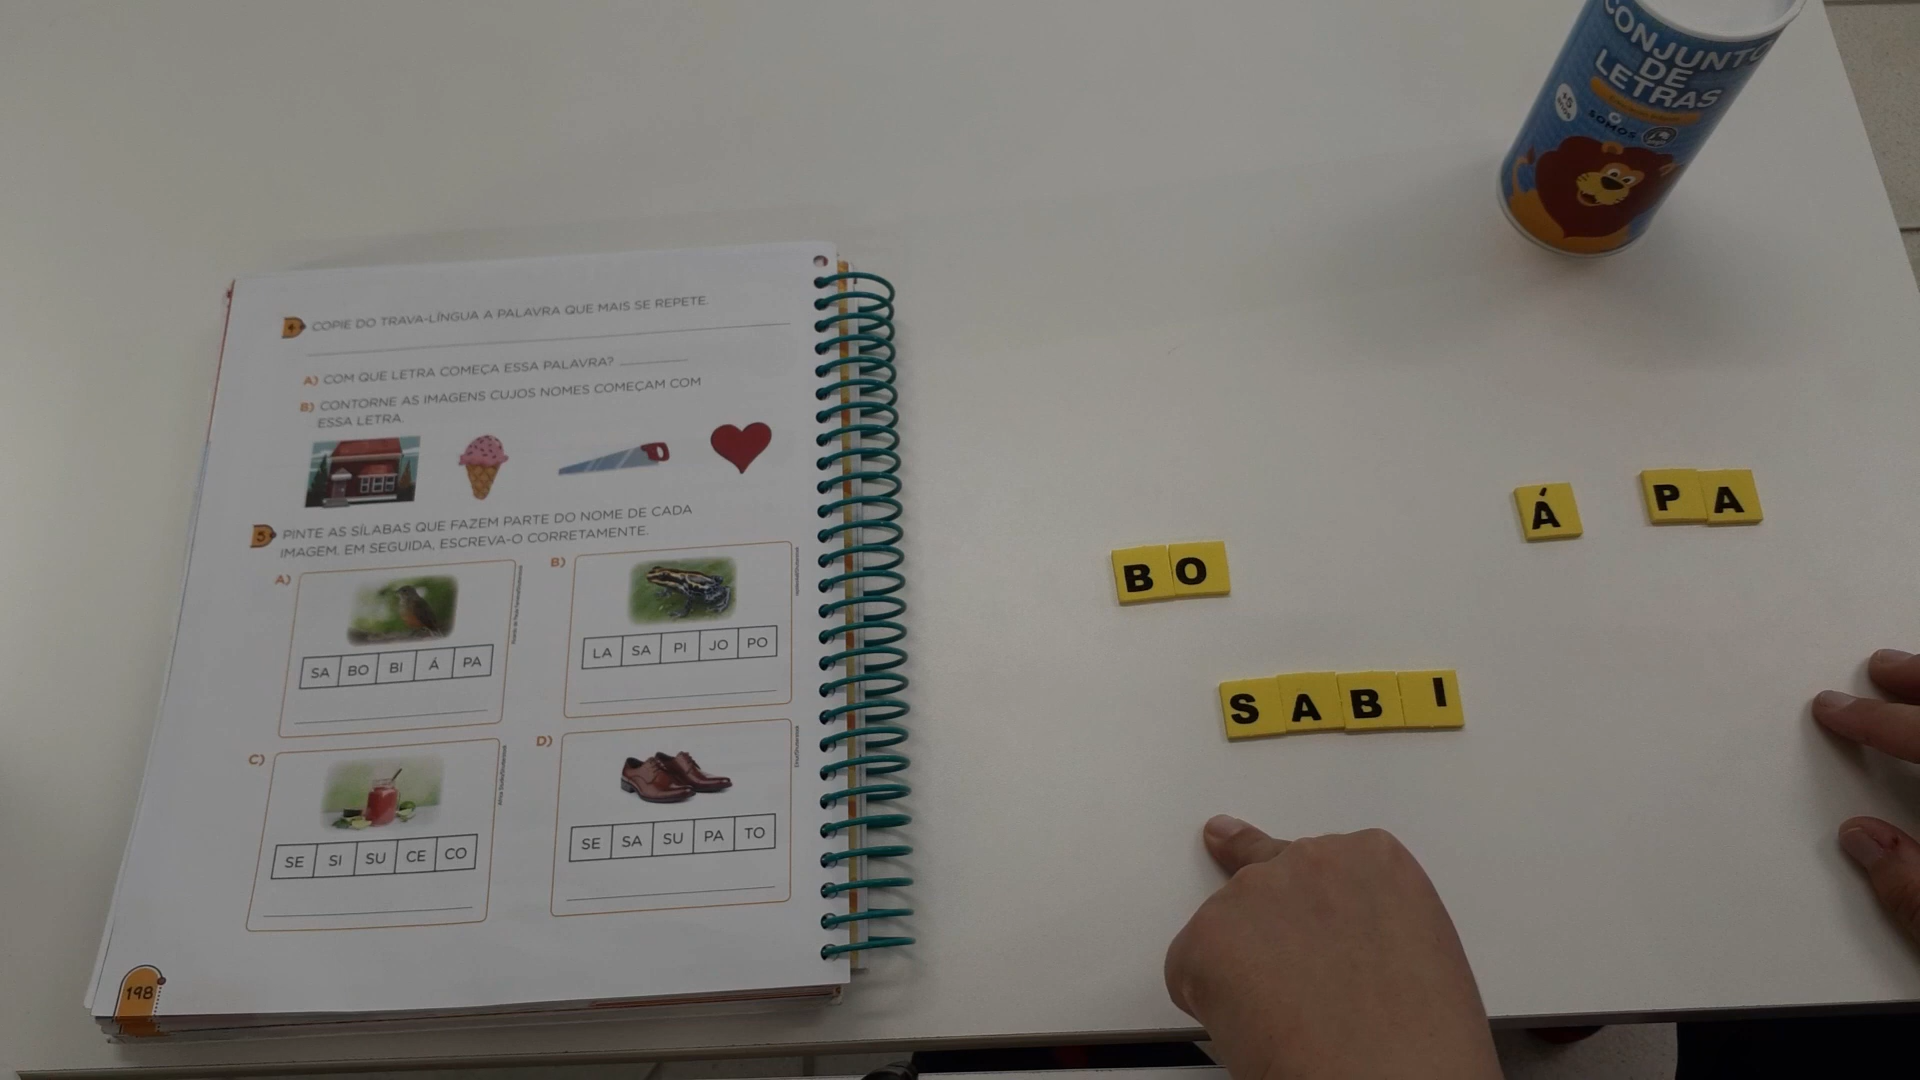 4 COPIE DO TRAVA-LÍNGUA A PALAVRA QUE MAIS SE REPETE.
A) COM QUE LETRA COMEÇA ESSA PALAVRA?
B) CONTORNE AS IMAGENS CUJOS NOMES COMEÇAM COM
ESSA LETRA.
5 PINTE AS SÍLABAS QUE FAZEM PARTE DO NOME DE CADA
IMAGEM. EM SEGUIDA, ESCREVA-O CORRETAMENTE.
A)
SA BO BI Á PA
B)
LA SA PI JO PO
C)
SE SI SU CE CO
D)
SE SA SU PA TO
198
CONJUNTO
DE
LETRAS
SOMOS
Á PA
BO
SABI